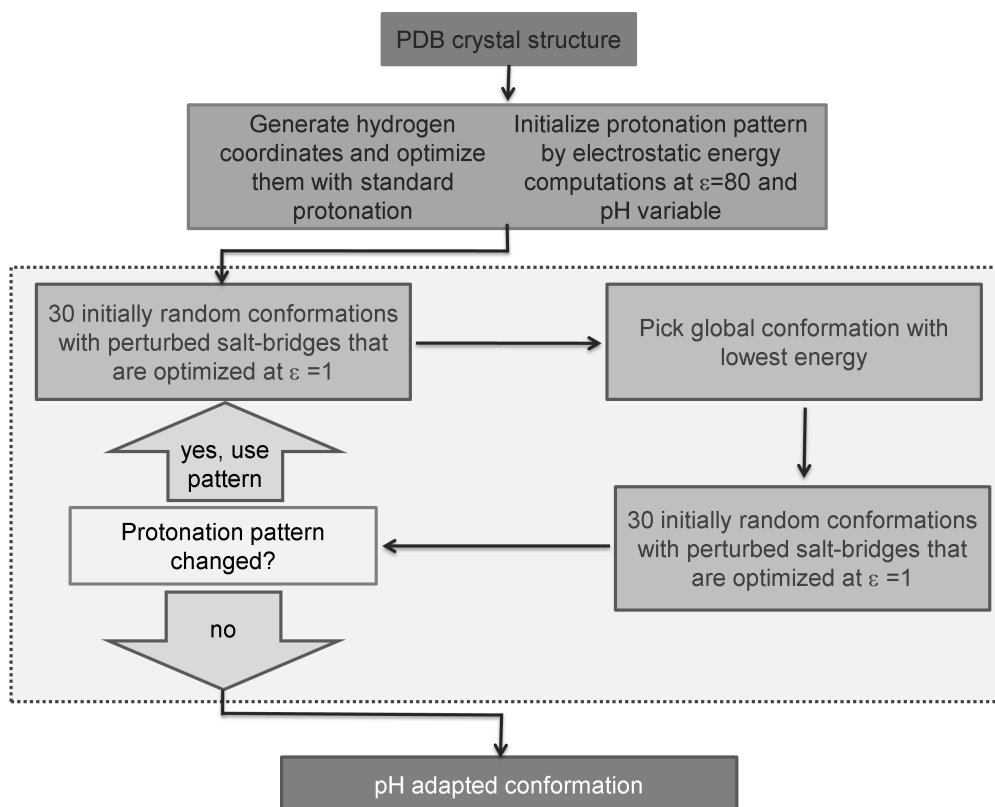 PDB crystal structure
Generate hydrogen
coordinates and optimize
them with standard
protonation
Initialize protonation pattern
by electrostatic energy
computations at ε=80 and
pH variable
30 initially random conformations
with perturbed salt-bridges that
are optimized at ε =1
Pick global conformation with
lowest energy
30 initially random conformations
with perturbed salt-bridges that
are optimized at ε =1
Protonation pattern
changed?
yes, use
pattern
no
pH adapted conformation